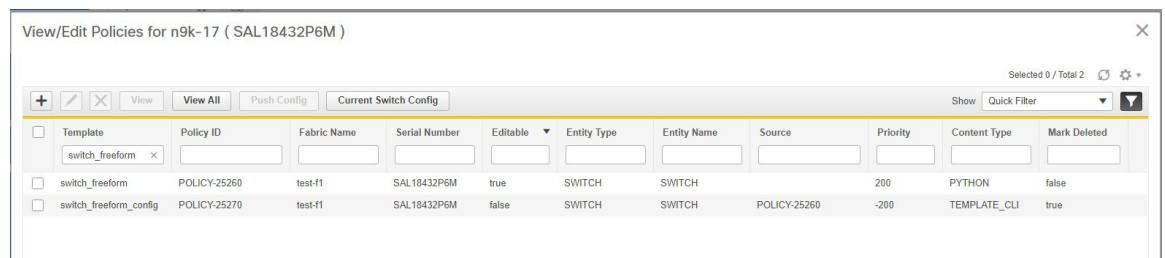 View/Edit Policies for n9k-17 ( SAL18432P6M )
Selected 0 / Total 2
View View All Push Config Current Switch Config Show Quick Filter
Template Policy ID Fabric Name Serial Number Editable Entity Type Entity Name Source Priority Content Type Mark Deleted
switch_freeform
switch_freeform POLICY-25260 test-f1 SAL18432P6M true SWITCH SWITCH 200 PYTHON false
switch_freeform_config POLICY-25270 test-f1 SAL18432P6M false SWITCH SWITCH POLICY-25260 -200 TEMPLATE_CLI true